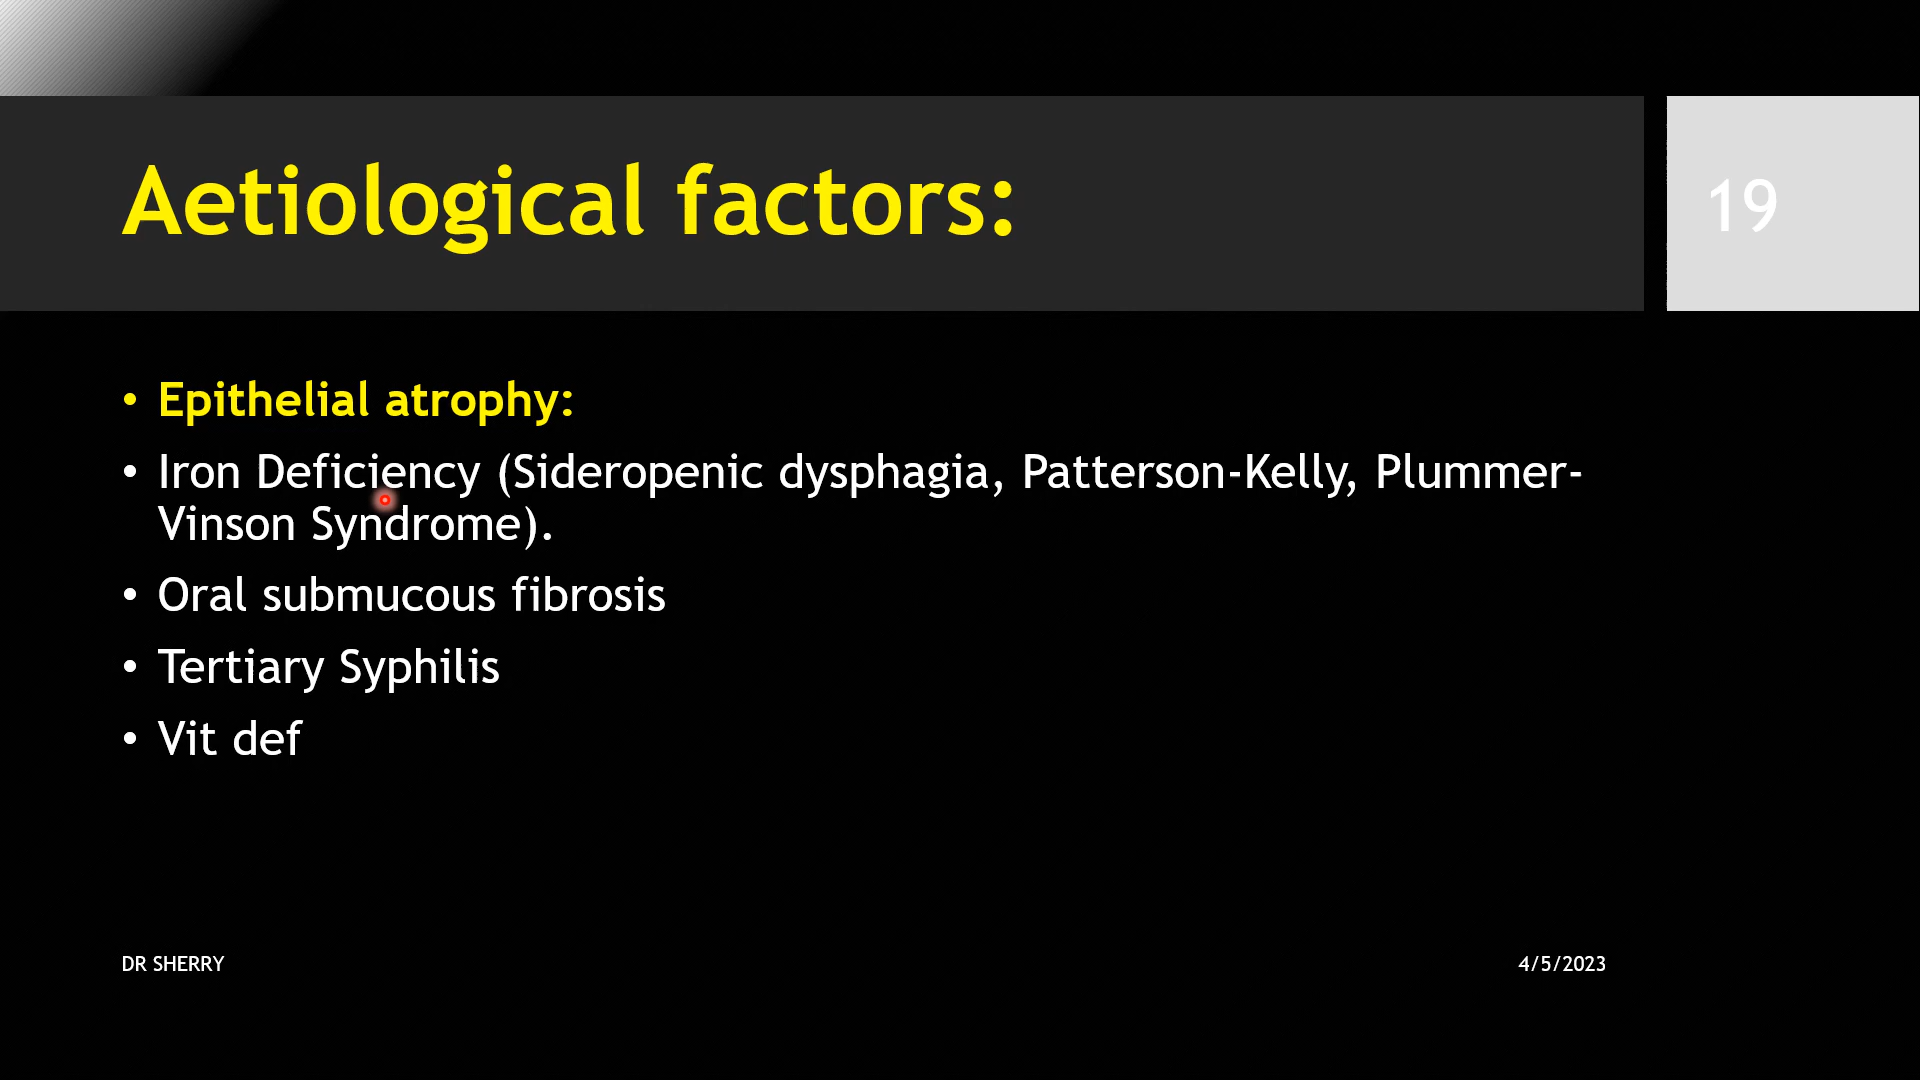 Aetiological factors:
19
• Epithelial atrophy:
• Iron Deficiency (Sideropenic dysphagia, Patterson-Kelly, Plummer-
Vinson Syndrome).
• Oral submucous fibrosis
• Tertiary Syphilis
• Vit def
DR SHERRY
4/5/2023